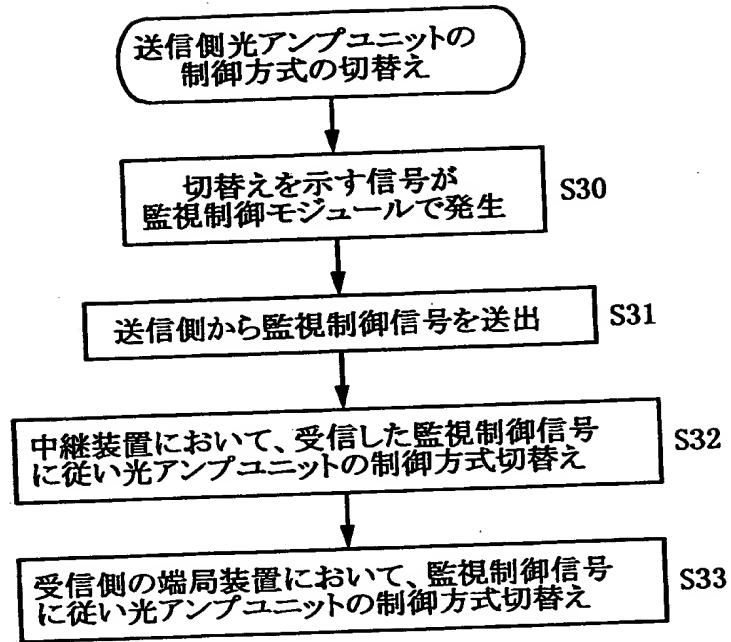 送信側光アンプユニットの
制御方式の切替え
切替えを示す信号が
監視制御モジュールで発生
S30
送信側から監視制御信号を送出
S31
中継装置において、受信した監視制御信号
に従い光アンプユニットの制御方式切替え
S32
受信側の端局装置において、監視制御信号
に従い光アンプユニットの制御方式切替え
S33